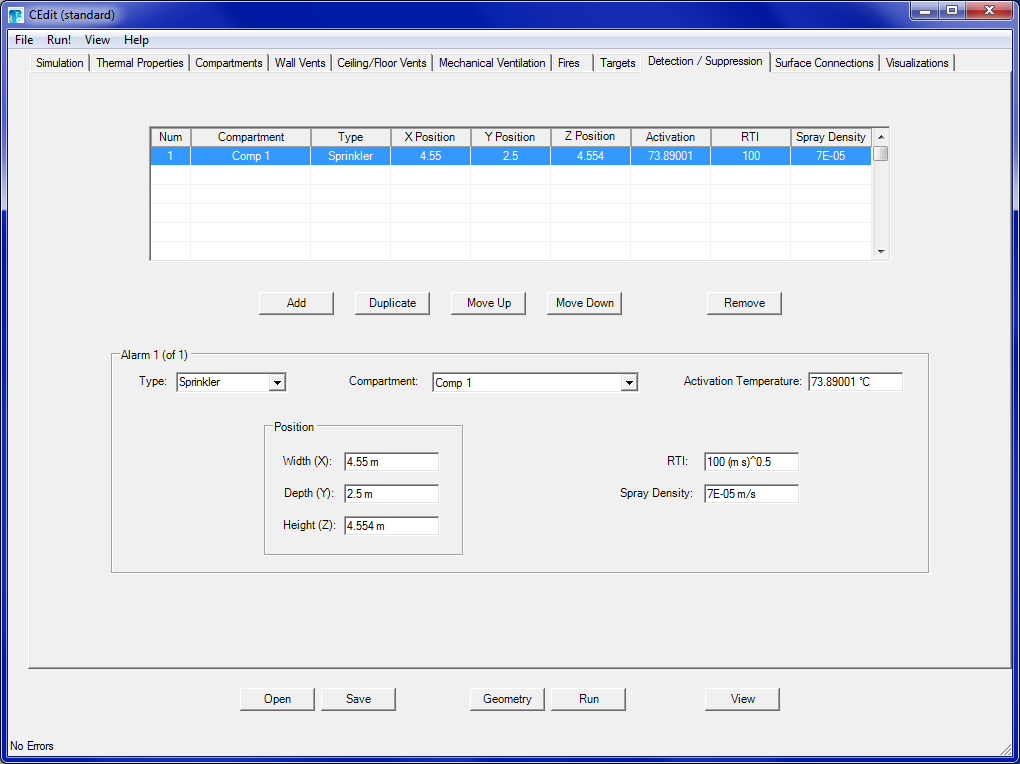 CEdit (standard)
File Run! View Help
Simulation Thermal Properties Compartments Wall Vents Ceiling/Floor Vents Mechanical Ventilation Fires Targets Detection / Suppression Surface Connections Visualizations
Num Compartment Type X Position Y Position Z Position Activation RTI Spray Density
1 Comp 1 Sprinkler 4.55 2.5 4.554 73.89001 100 7E-05
Add Duplicate Move Up Move Down Remove
Alarm 1 (of 1)
Type: Sprinkler Compartment: Comp 1 Activation Temperature: 73.89001 °C
Position
Width (X): 4.55 m RTI: 100 (m s)^0.5
Depth (Y): 2.5 m Spray Density: 7E-05 m/s
Height (Z): 4.554 m
Open Save Geometry Run View
No Errors